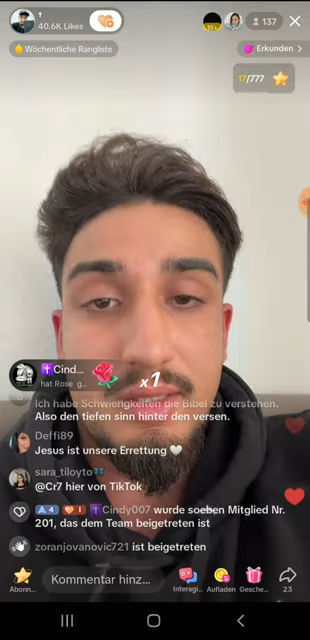 ✝
40.6K Likes
137
Wöchentliche Rangliste
Erkunden >
17/777
✝️Cind...
hat Rose g...
x1
Ich habe Schwierigkeiten die Bibel zu verstehen.
Also den tiefen sinn hinter den versen.
Deffi89
Jesus ist unsere Errettung 🤍
sara_tiloyto
@Cr7 hier von TikTok
4 1 ✝️Cindy007 wurde soeben Mitglied Nr.
201, das dem Team beigetreten ist
zoranjovanovic721 ist beigetreten
Kommentar hinz...
Abonn...
Interagi...
Aufladen
Gesche...
23